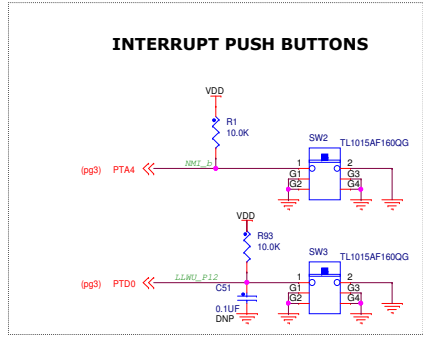 INTERRUPT PUSH BUTTONS
VDD
R1
10.0K
SW2
TL1015AF160QG
(pg3) PTA4
NMI_b
1
2
G1
G3
G2
G4
VDD
R93
10.0K
SW3
TL1015AF160QG
(pg3) PTD0
LLWU_P12
1
2
C51
G1
G3
G2
G4
0.1UF
DNP